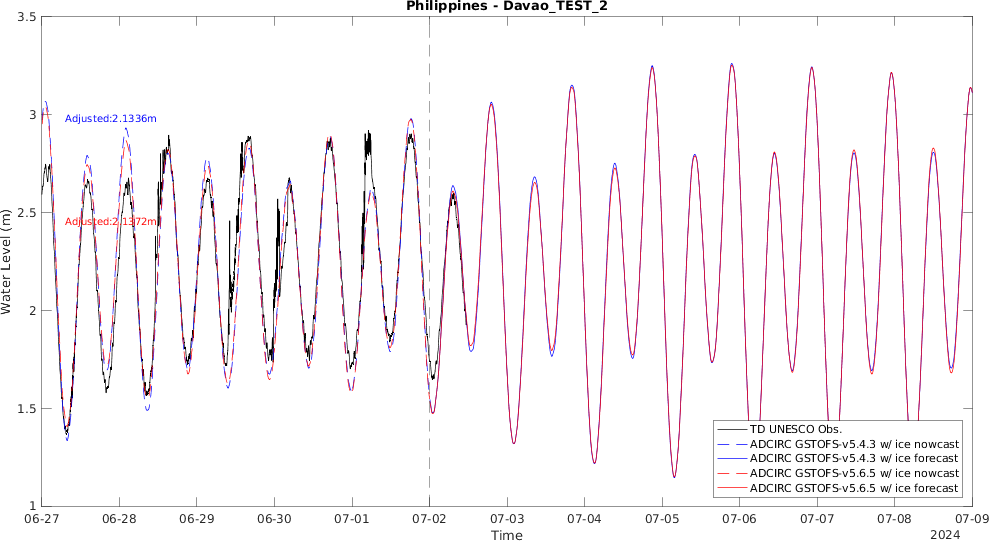 Philippines - Davao_TEST_2
3.5
3
2.5
2
1.5
1
Water Level (m)
Adjusted:2.1336m
Adjusted:2.1372m
TD UNESCO Obs.
ADCIRC GSTOFS-v5.4.3 w/ ice nowcast
ADCIRC GSTOFS-v5.4.3 w/ ice forecast
ADCIRC GSTOFS-v5.6.5 w/ ice nowcast
ADCIRC GSTOFS-v5.6.5 w/ ice forecast
06-27 06-28 06-29 06-30 07-01 07-02 07-03 07-04 07-05 07-06 07-07 07-08 07-09
Time
2024